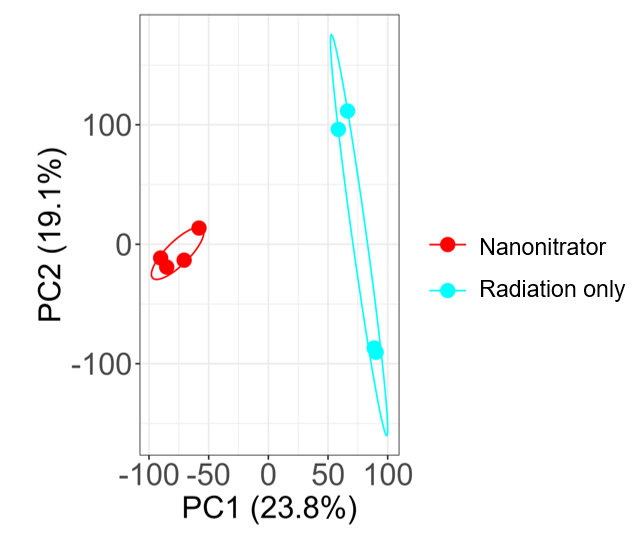 PC2 (19.1%)
100
0
-100
-100 -50 0 50 100
PC1 (23.8%)
Nanonitrator
Radiation only